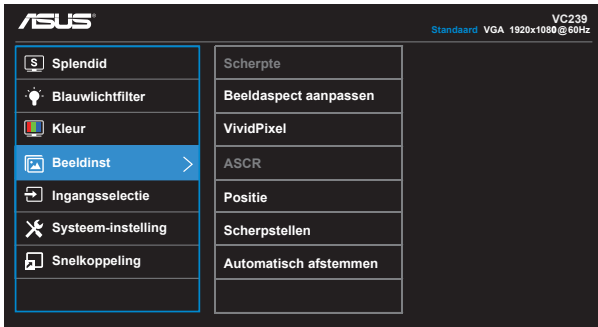 ASUS
VC239
Standaard VGA 1920x1080@60Hz
S Splendid
Blauwlichtfilter
Kleur
Beeldinst
Ingangsselectie
Systeem-instelling
Snelkoppeling
Scherpte
Beeldaspect aanpassen
VividPixel
ASCR
Positie
Scherpstellen
Automatisch afstemmen